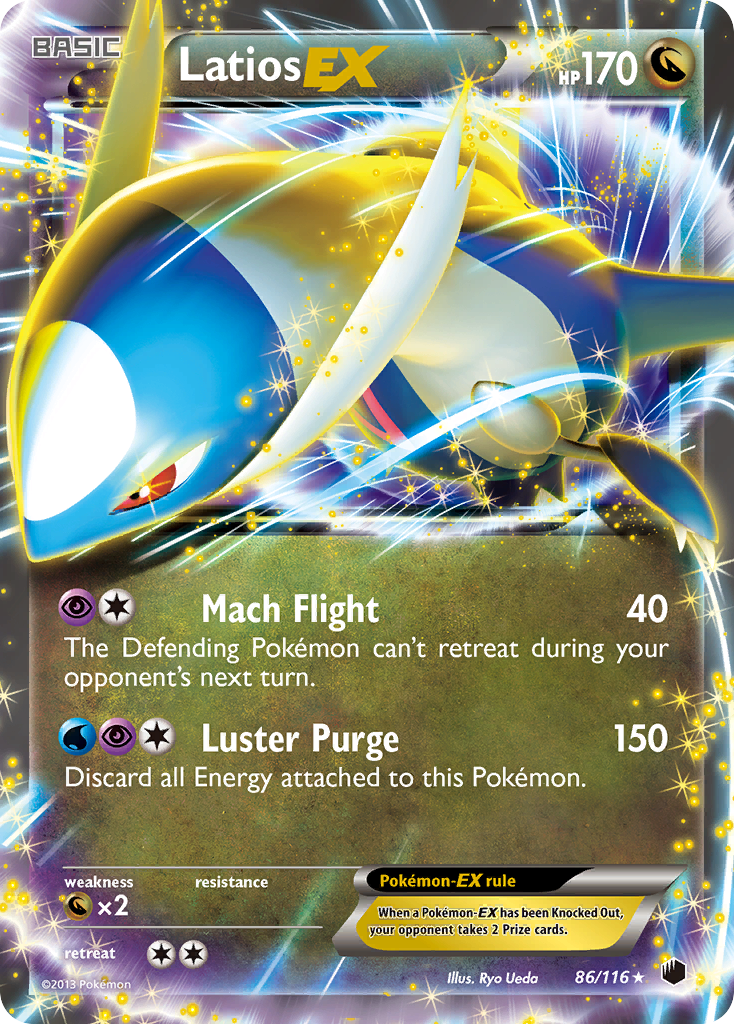 BASIC
Latios EX
HP170
Mach Flight 40
The Defending Pokémon can't retreat during your
opponent's next turn.
Luster Purge 150
Discard all Energy attached to this Pokémon.
weakness resistance
×2
Pokémon-EX rule
When a Pokémon-EX has been Knocked Out,
your opponent takes 2 Prize cards.
retreat
©2013 Pokémon
Illus. Ryo Ueda 86/116★